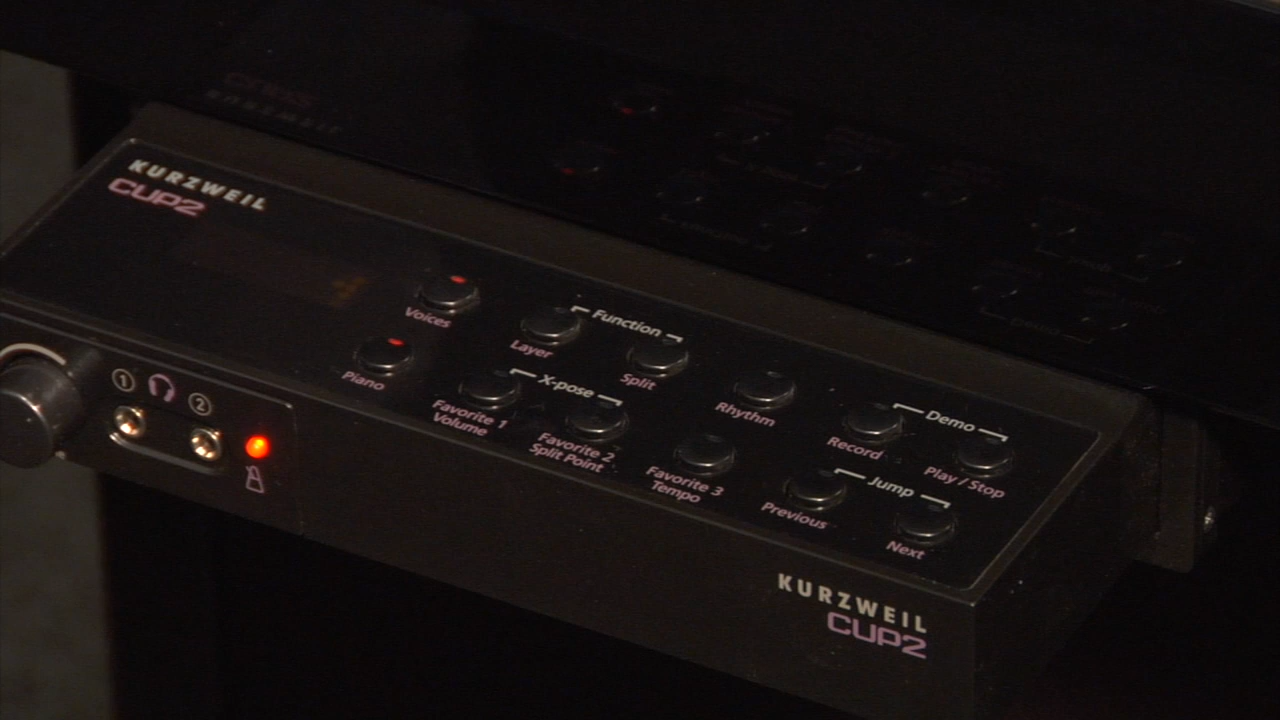 KURZWEIL
CUP2
Voices
Function
Layer
Split
Piano
X-pose
Rhythm
Demo
Record
Play / Stop
Favorite 1
Volume
Favorite 2
Split Point
Favorite 3
Tempo
Jump
Previous
Next
1
2
KURZWEIL
CUP2